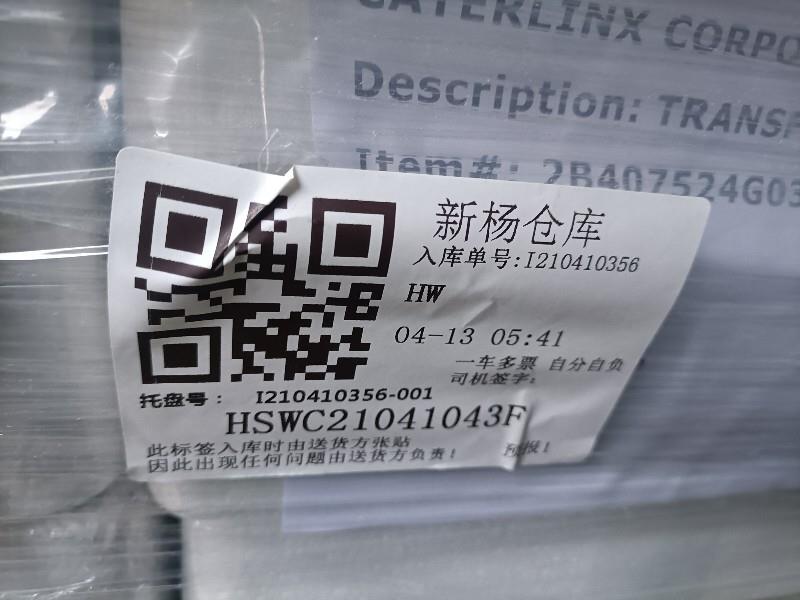 CATERLINX CORPO
Description: TRANSF
Item#: 2B407524G03
新杨仓库
入库单号:I210410356
HW
04-13 05:41
一车多票 自分自负
司机签字:
托盘号: I210410356-001
HSWC21041043F
此标签入库时由送货方张贴 预报1
因此出现任何问题由送货方负责!